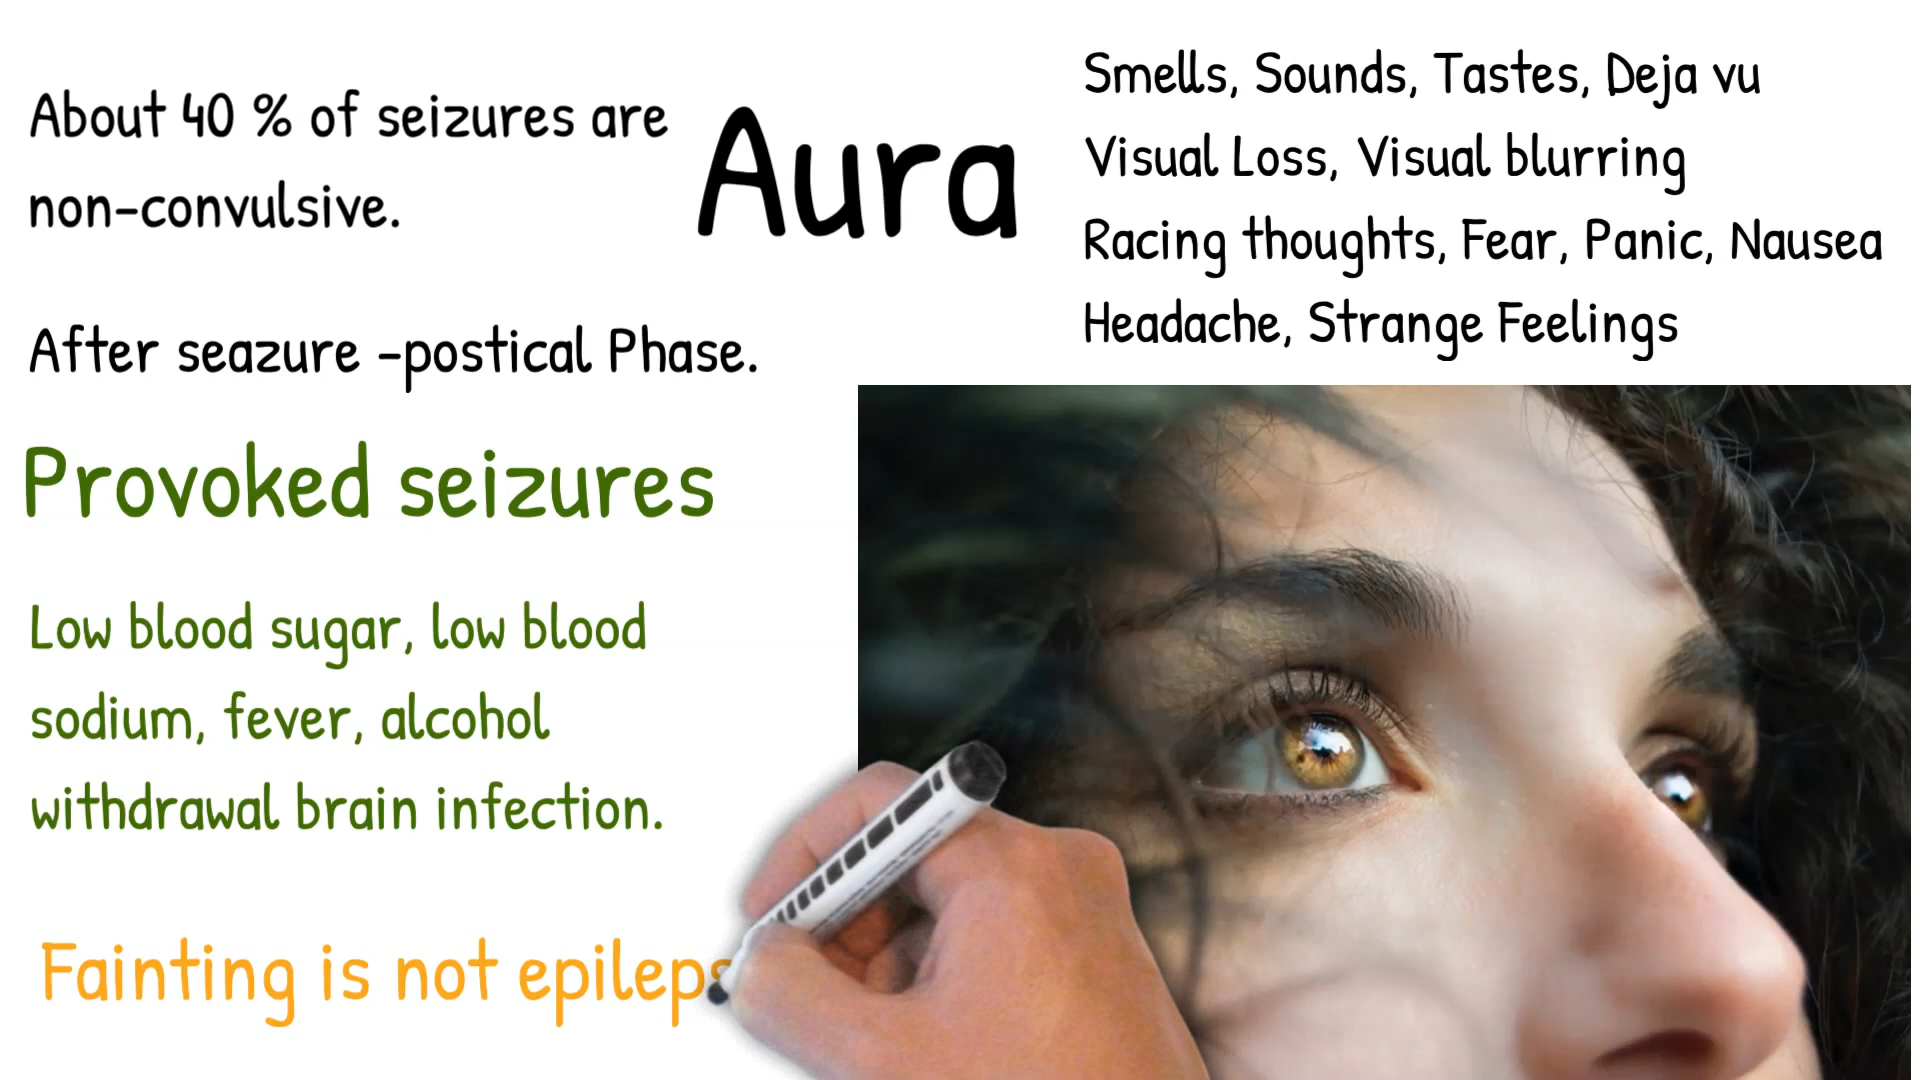 About 40 % of seizures are
non-convulsive.
After seazure -postical Phase.
Aura
Smells, Sounds, Tastes, Deja vu
Visual Loss, Visual blurring
Racing thoughts, Fear, Panic, Nausea
Headache, Strange Feelings
Provoked seizures
Low blood sugar, low blood
sodium, fever, alcohol
withdrawal brain infection.
Fainting is not epileps